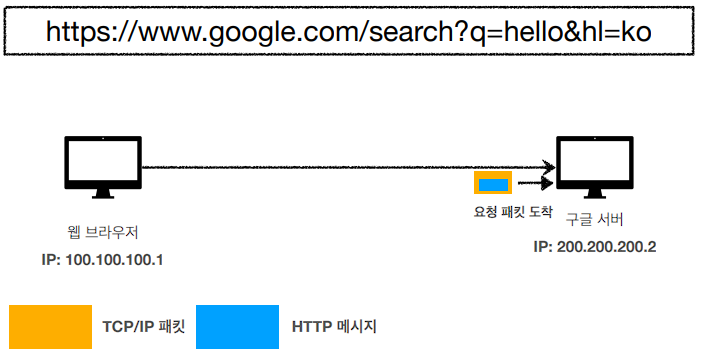 https://www.google.com/search?q=hello&hl=ko
요청 패킷 도착
웹 브라우저
구글 서버
IP: 100.100.100.1
IP: 200.200.200.2
TCP/IP 패킷
HTTP 메시지